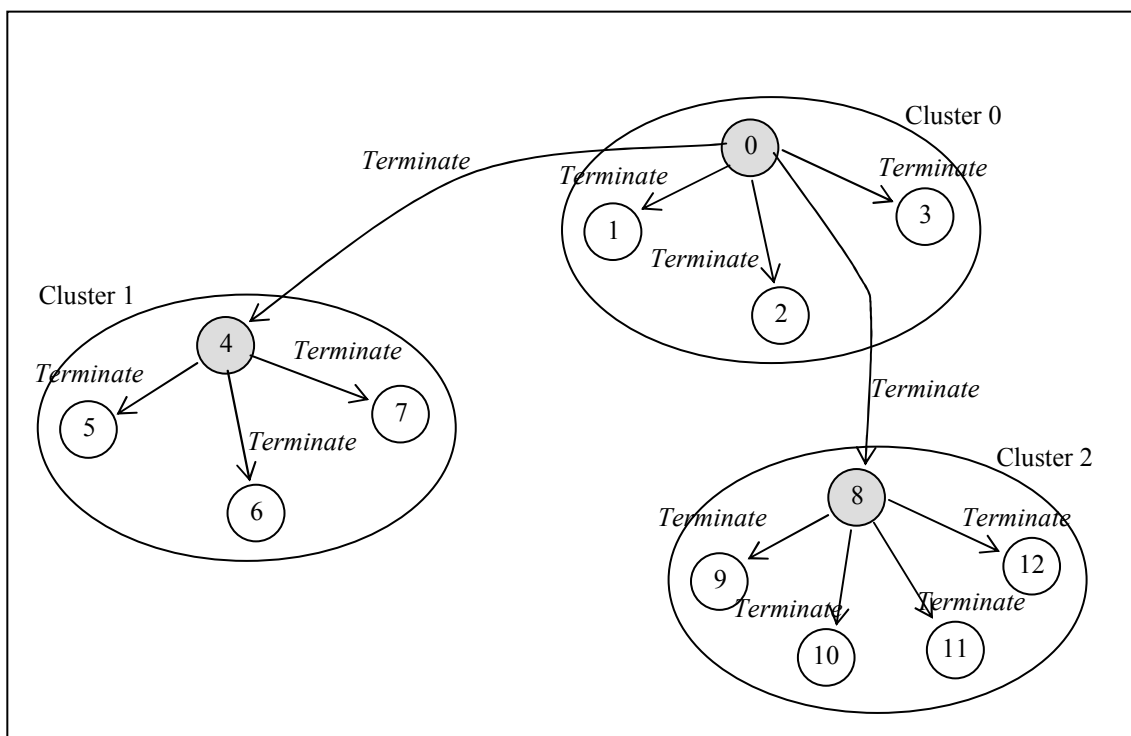 Cluster 0
0
Terminate
Terminate
Terminate
3
1
Terminate
2
Cluster 1
4
Terminate
Terminate
7
5
Terminate
6
Terminate
Cluster 2
8
Terminate
Terminate
12
9
Terminate
Terminate
11
10